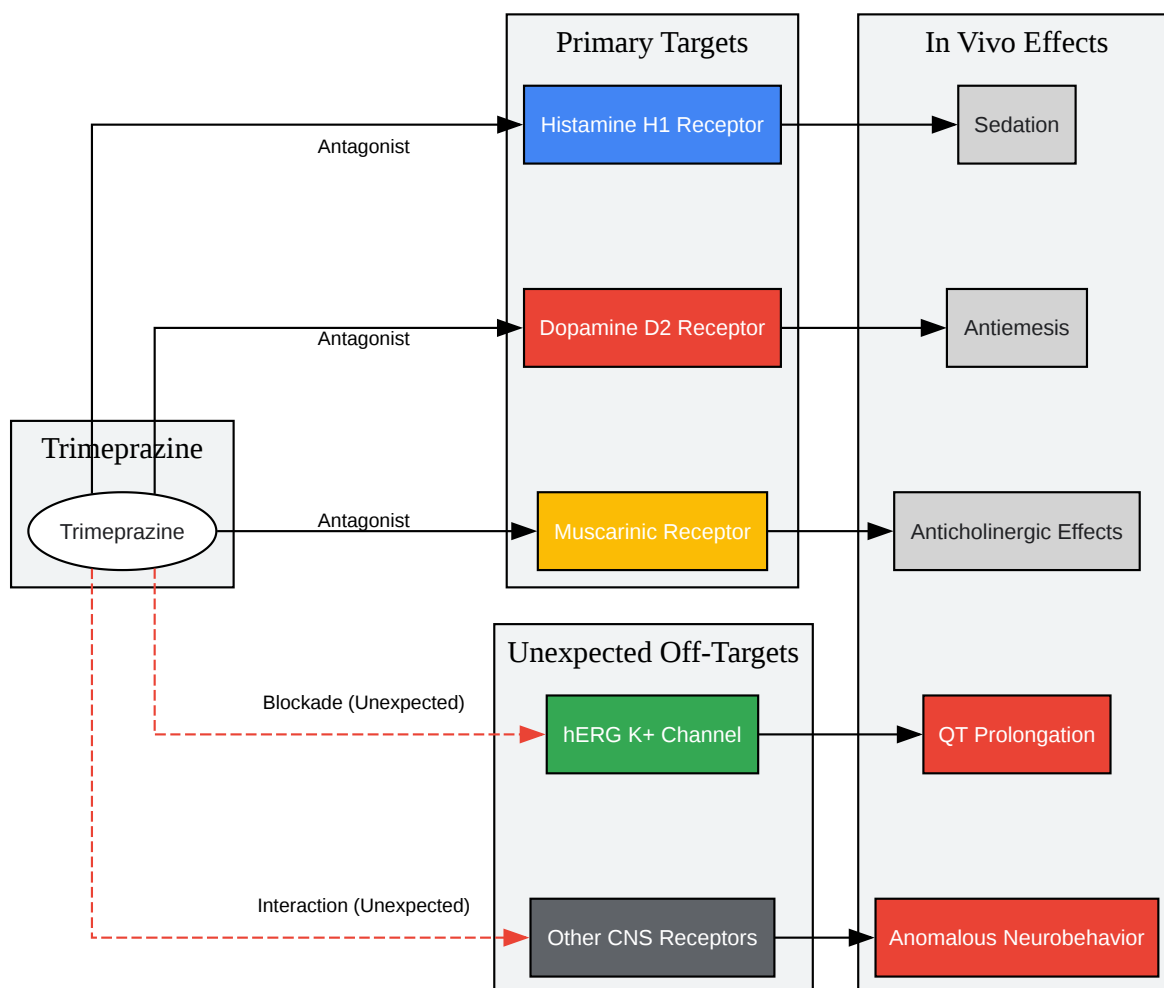 Primary Targets
In Vivo Effects
Histamine H1 Receptor
Sedation
Antagonist
Dopamine D2 Receptor
Antiemesis
Antagonist
Trimeprazine
Trimeprazine
Antagonist
Muscarinic Receptor
Anticholinergic Effects
Unexpected Off-Targets
Blockade (Unexpected)
hERG K+ Channel
QT Prolongation
Interaction (Unexpected)
Other CNS Receptors
Anomalous Neurobehavior